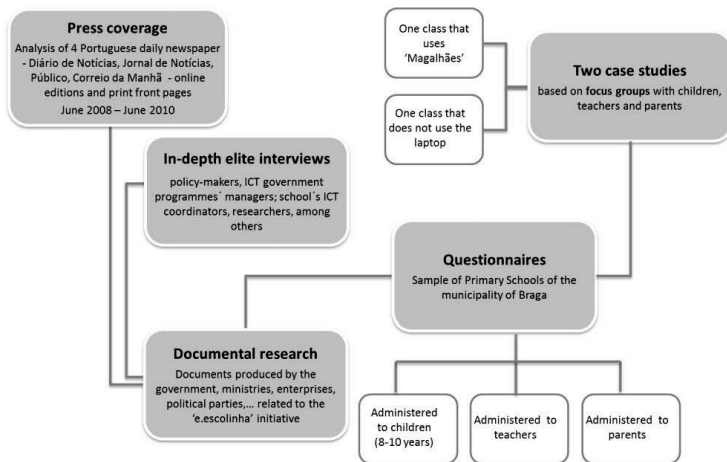 Press coverage
Analysis of 4 Portuguese daily newspaper
- Diário de Notícias, Jornal de Notícias,
Público, Correio da Manhã - online
editions and print front pages
June 2008 – June 2010
One class that
uses
‘Magalhães’
One class that
does not use the
laptop
Two case studies
based on focus groups with children,
teachers and parents
In-depth elite interviews
policy-makers, ICT government
programmes´ managers; school´s ICT
coordinators, researchers, among
others
Questionnaires
Sample of Primary Schools of the
municipality of Braga
Documental research
Documents produced by the
government, ministries, enterprises,
political parties,... related to the
‘e.escolinha’ initiative
Administered
to children
(8-10 years)
Administered to
teachers
Administered to
parents